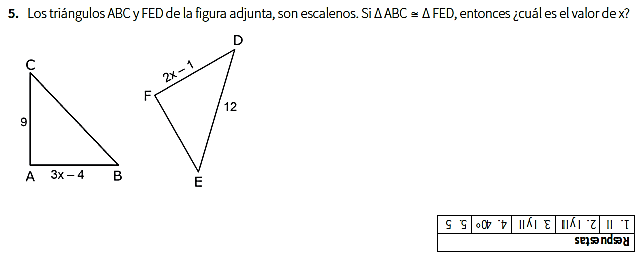 5. Los triángulos ABC y FED de la figura adjunta, son escalenos. Si Δ ABC ≅ Δ FED, entonces ¿cuál es el valor de x?
C
9
A
3x – 4
B
D
2x – 1
F
12
E
Respuestas
1. II 2. I y III 3. I y II 4. 40° 5. 5